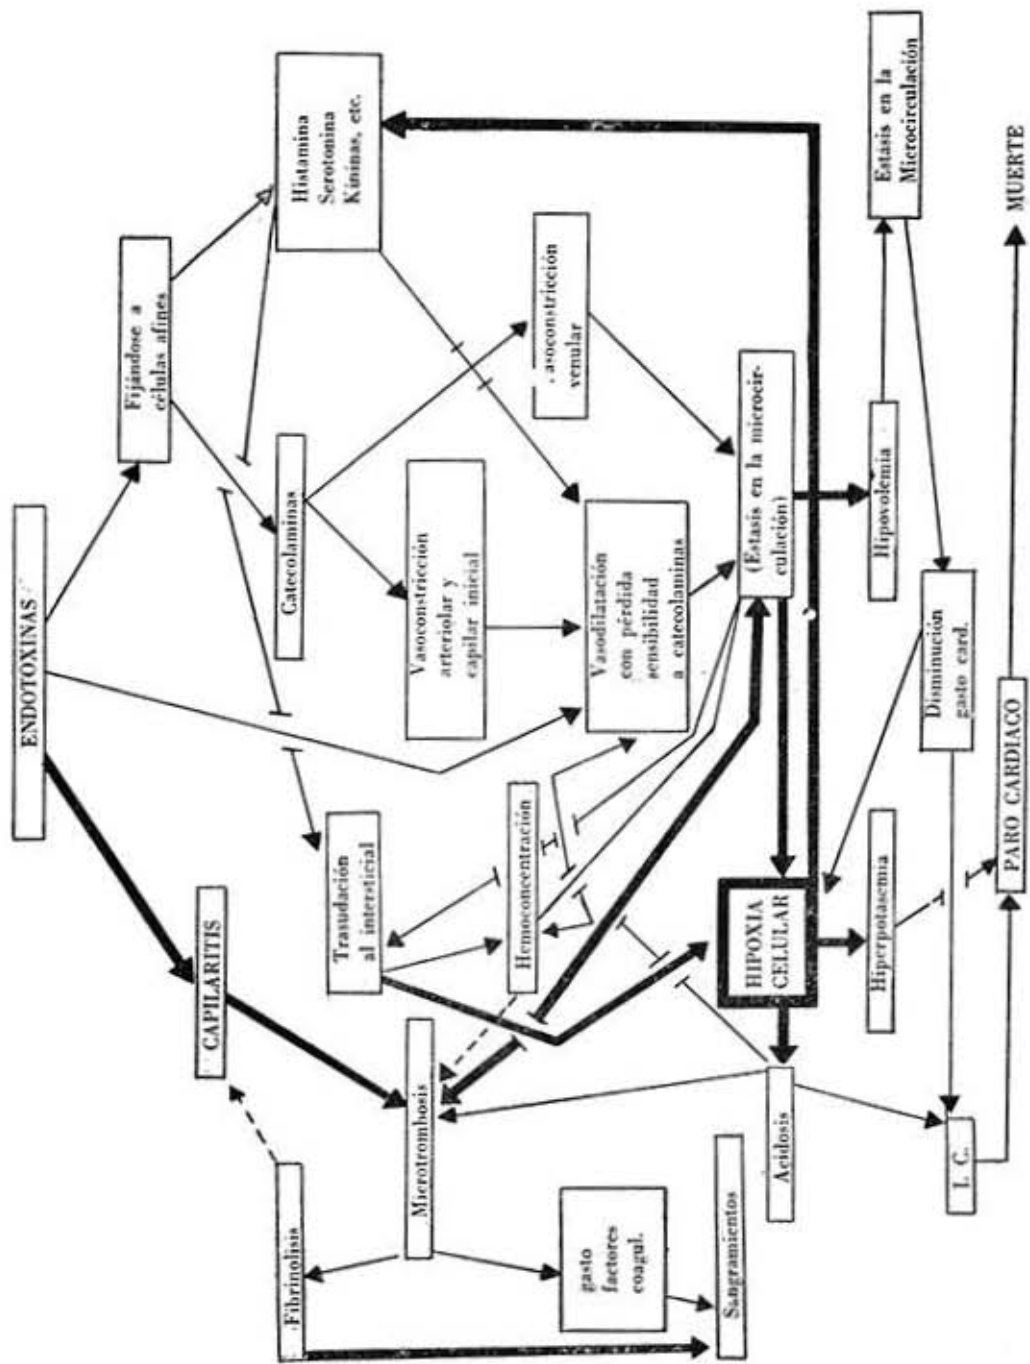 ENDOTOXINAS
Fijándose a
células afines
CAPILARITIS
Histamina
Serotonina
Kininas, etc.
Catecolaminas
Fibrinolisis
Trasudación
al intersticial
Vasoconstricción
arteriolar y
capilar inicial
Microtrombosis
Hemoconcentración
.asoconstricción
venular
Vasodilatación
con pérdida
sensibilidad
a catecolaminas
gasto
factores
coagul.
Sangramientos
(Estasis en la microcir-
culación)
HIPOXIA
CELULAR
Acidosis
Hiperpotasemia
Hipovolemia
Estásis en la
Microcirculación
Disminución
gasto card.
I. C.
PARO CARDIACO
MUERTE